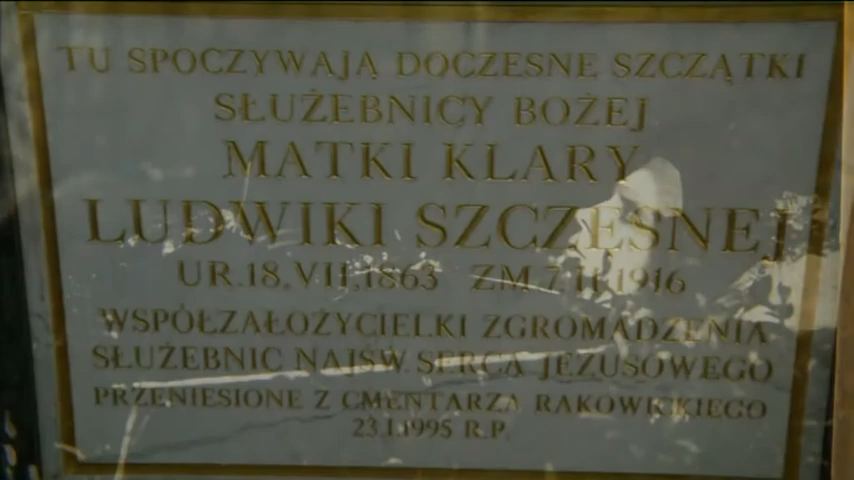 TU SPOCZYWAJĄ DOCZESNE SZCZĄTKI
SŁUŻEBNICY BOŻEJ
MATKI KLARY
LUDWIKI SZCZĘSNEJ
UR.18.VII.1863 ZM 7.II.1916
WSPÓŁZAŁOŻYCIELKI ZGROMADZENIA
SŁUŻEBNIC NAJŚW. SERCA JEZUSOWEGO
PRZENIESIONE Z CMENTARZA RAKOWICKIEGO
23.I.1995 R.P.